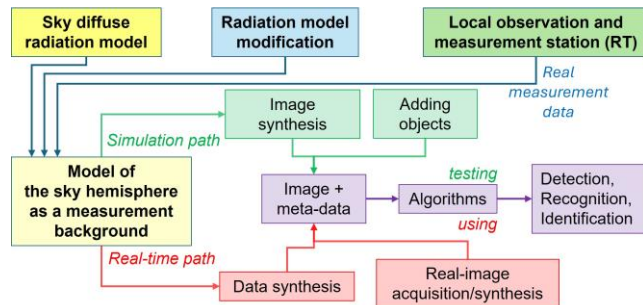 Sky diffuse
radiation model
Radiation model
modification
Local observation and
measurement station (RT)
Real
measurement
data
Image
synthesis
Adding
objects
Simulation path
Model of
the sky hemisphere
as a measurement
background
Image +
meta-data
testing
Algorithms
using
Detection,
Recognition,
Identification
Real-time path
Data synthesis
Real-image
acquisition/synthesis